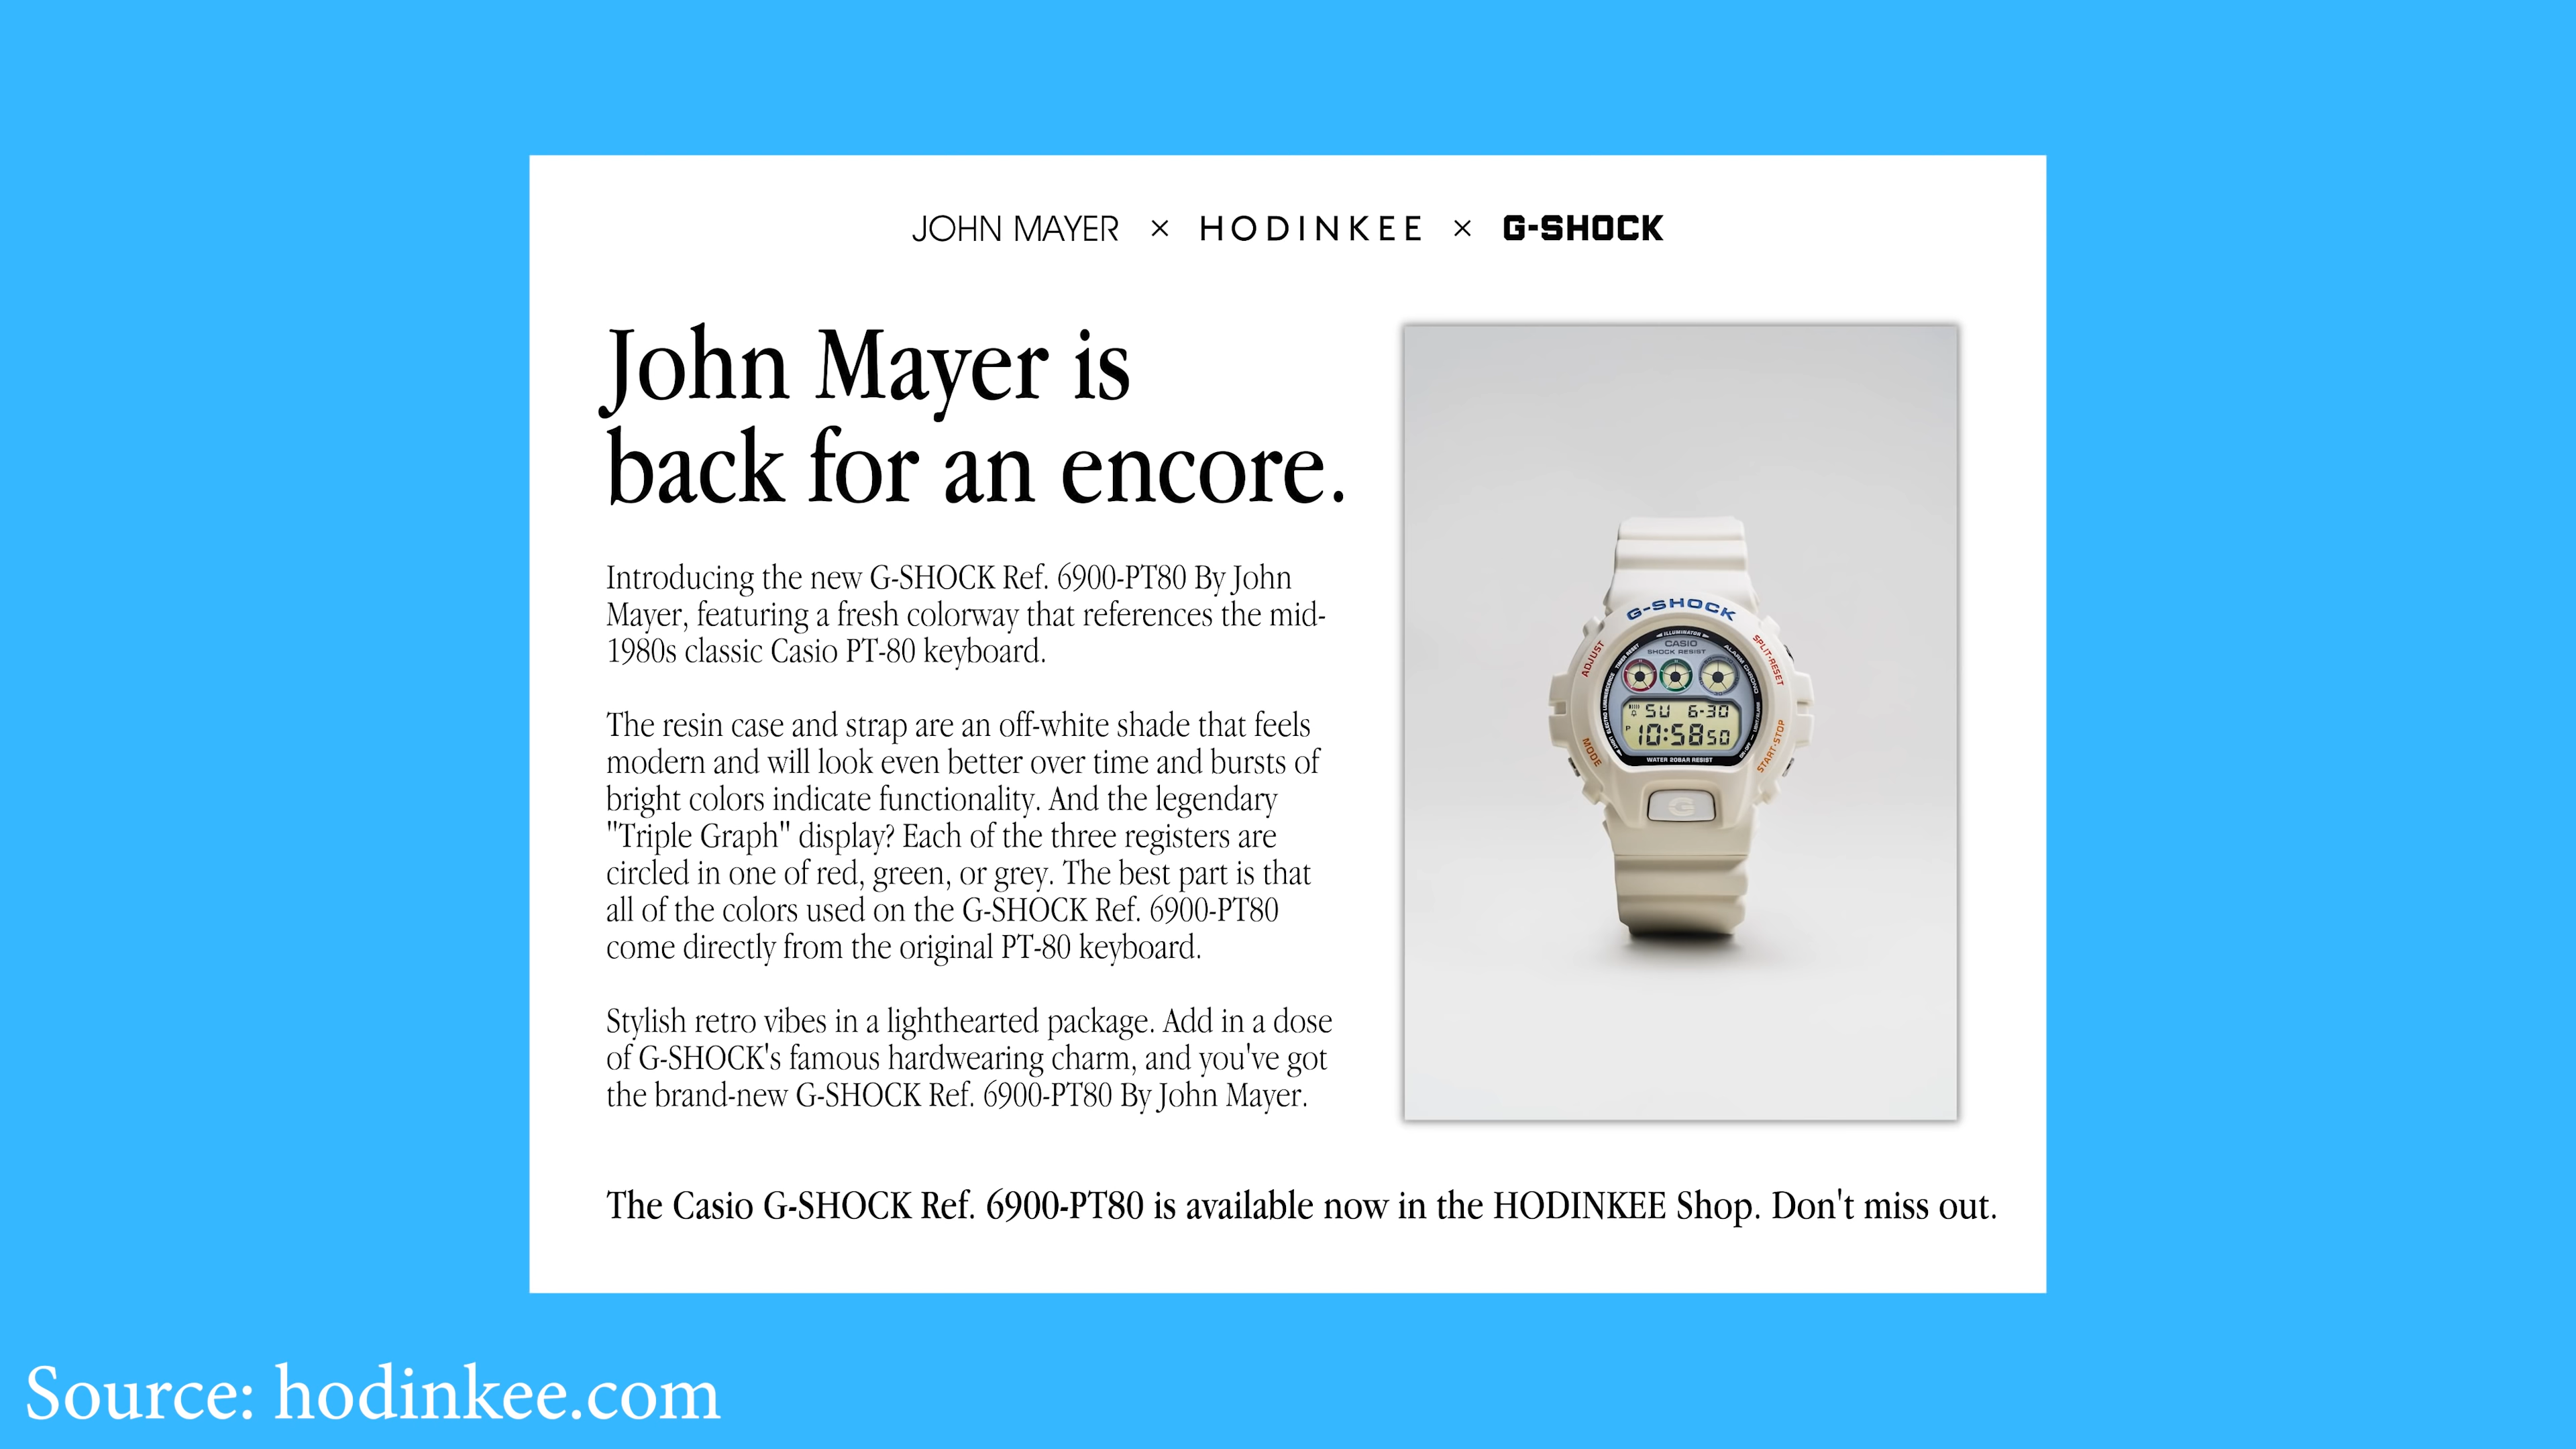 JOHN MAYER × HODINKEE × G-SHOCK
John Mayer is
back for an encore.
Introducing the new G-SHOCK Ref. 6900-PT80 By John
Mayer, featuring a fresh colorway that references the mid-
1980s classic Casio PT-80 keyboard.
The resin case and strap are an off-white shade that feels
modern and will look even better over time and bursts of
bright colors indicate functionality. And the legendary
"Triple Graph" display? Each of the three registers are
circled in one of red, green, or grey. The best part is that
all of the colors used on the G-SHOCK Ref. 6900-PT80
come directly from the original PT-80 keyboard.
Stylish retro vibes in a lighthearted package. Add in a dose
of G-SHOCK's famous hardwearing charm, and you've got
the brand-new G-SHOCK Ref. 6900-PT80 By John Mayer.
G-SHOCK
ILLUMINATOR
CASIO
SHOCK RESIST
ADJUST
SPLIT·RESET
ALARM CHRONO
SU 6-30
P 10:58 50
MODE
START·STOP
WATER 20BAR RESIST
G
The Casio G-SHOCK Ref. 6900-PT80 is available now in the HODINKEE Shop. Don't miss out.
Source: hodinkee.com